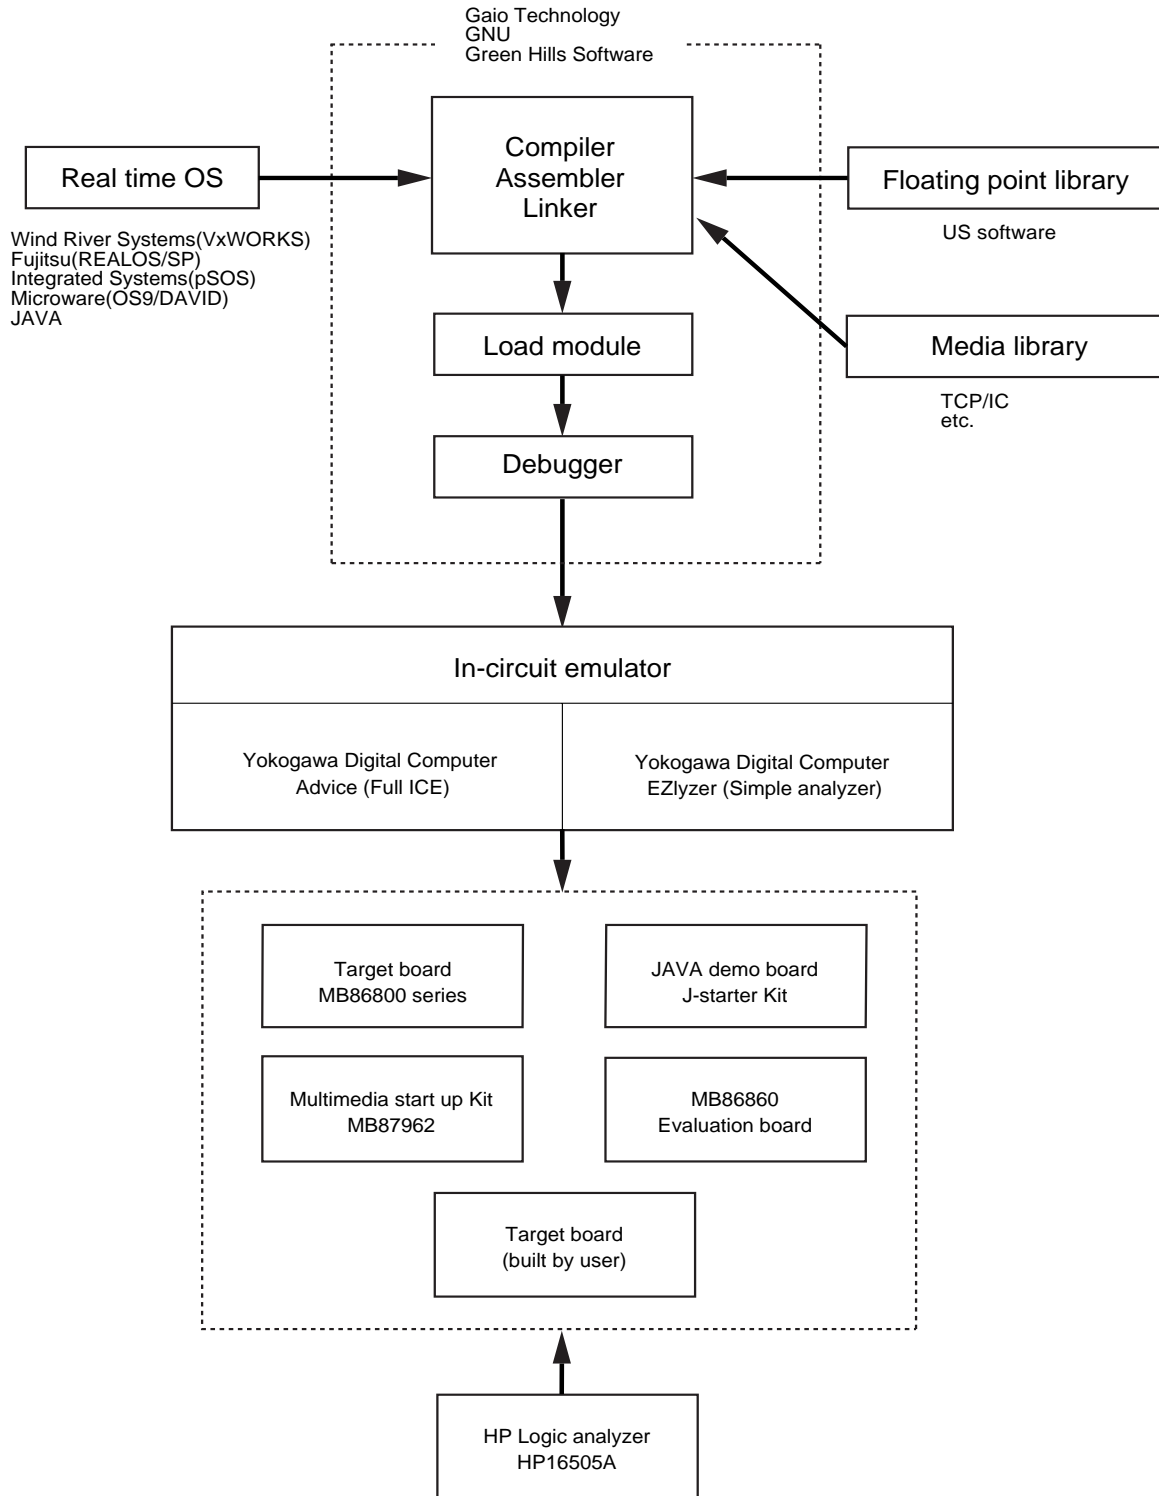 Gaio Technology
GNU
Green Hills Software
Compiler
Assembler
Linker
Real time OS
Wind River Systems(VxWORKS)
Fujitsu(REALOS/SP)
Integrated Systems(pSOS)
Microware(OS9/DAVID)
JAVA
Floating point library
US software
Load module
Media library
TCP/IC
etc.
Debugger
In-circuit emulator
Yokogawa Digital Computer
Advice (Full ICE)
Yokogawa Digital Computer
EZlyzer (Simple analyzer)
Target board
MB86800 series
JAVA demo board
J-starter Kit
Multimedia start up Kit
MB87962
MB86860
Evaluation board
Target board
(built by user)
HP Logic analyzer
HP16505A